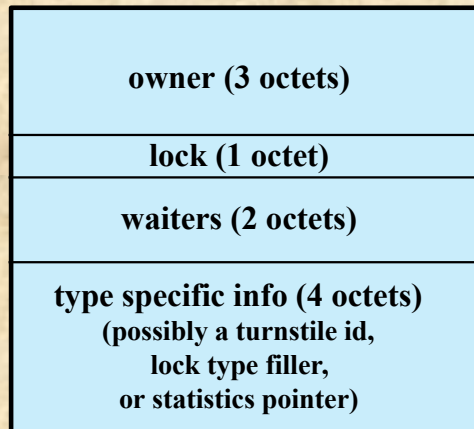 owner (3 octets)
lock (1 octet)
waiters (2 octets)
type specific info (4 octets)
(possibly a turnstile id,
lock type filler,
or statistics pointer)